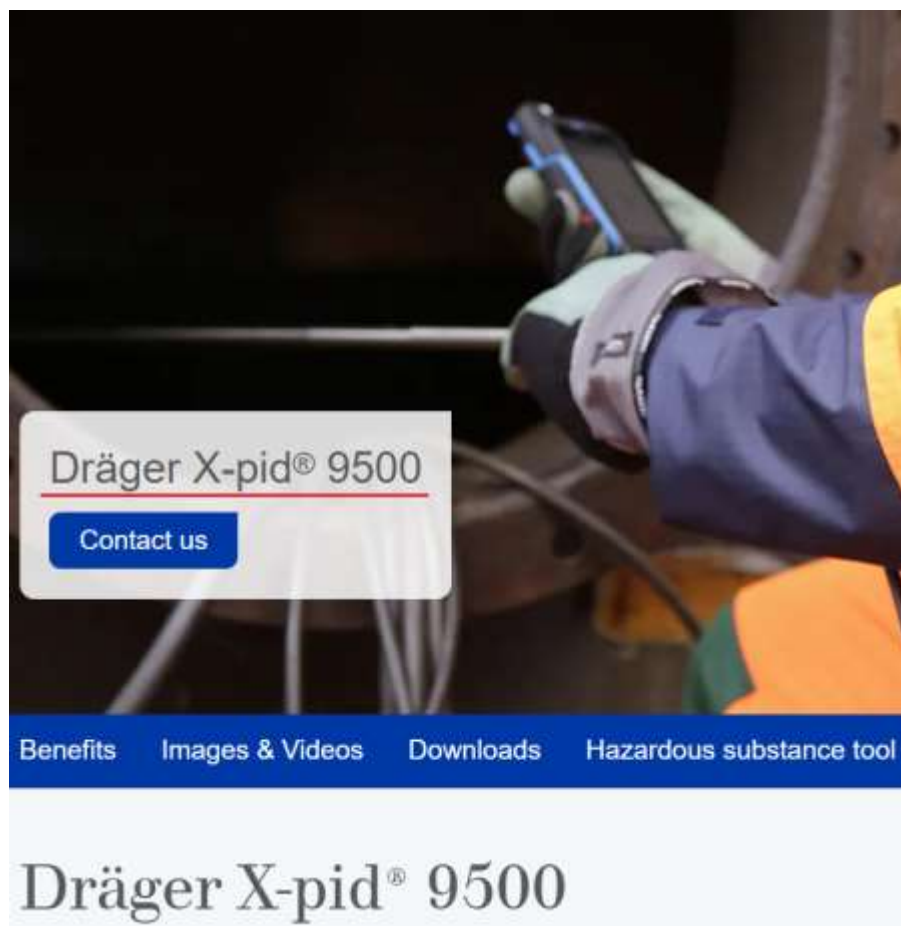 Dräger X-pid® 9500
Contact us
Benefits Images & Videos Downloads Hazardous substance tool
Dräger X-pid® 9500